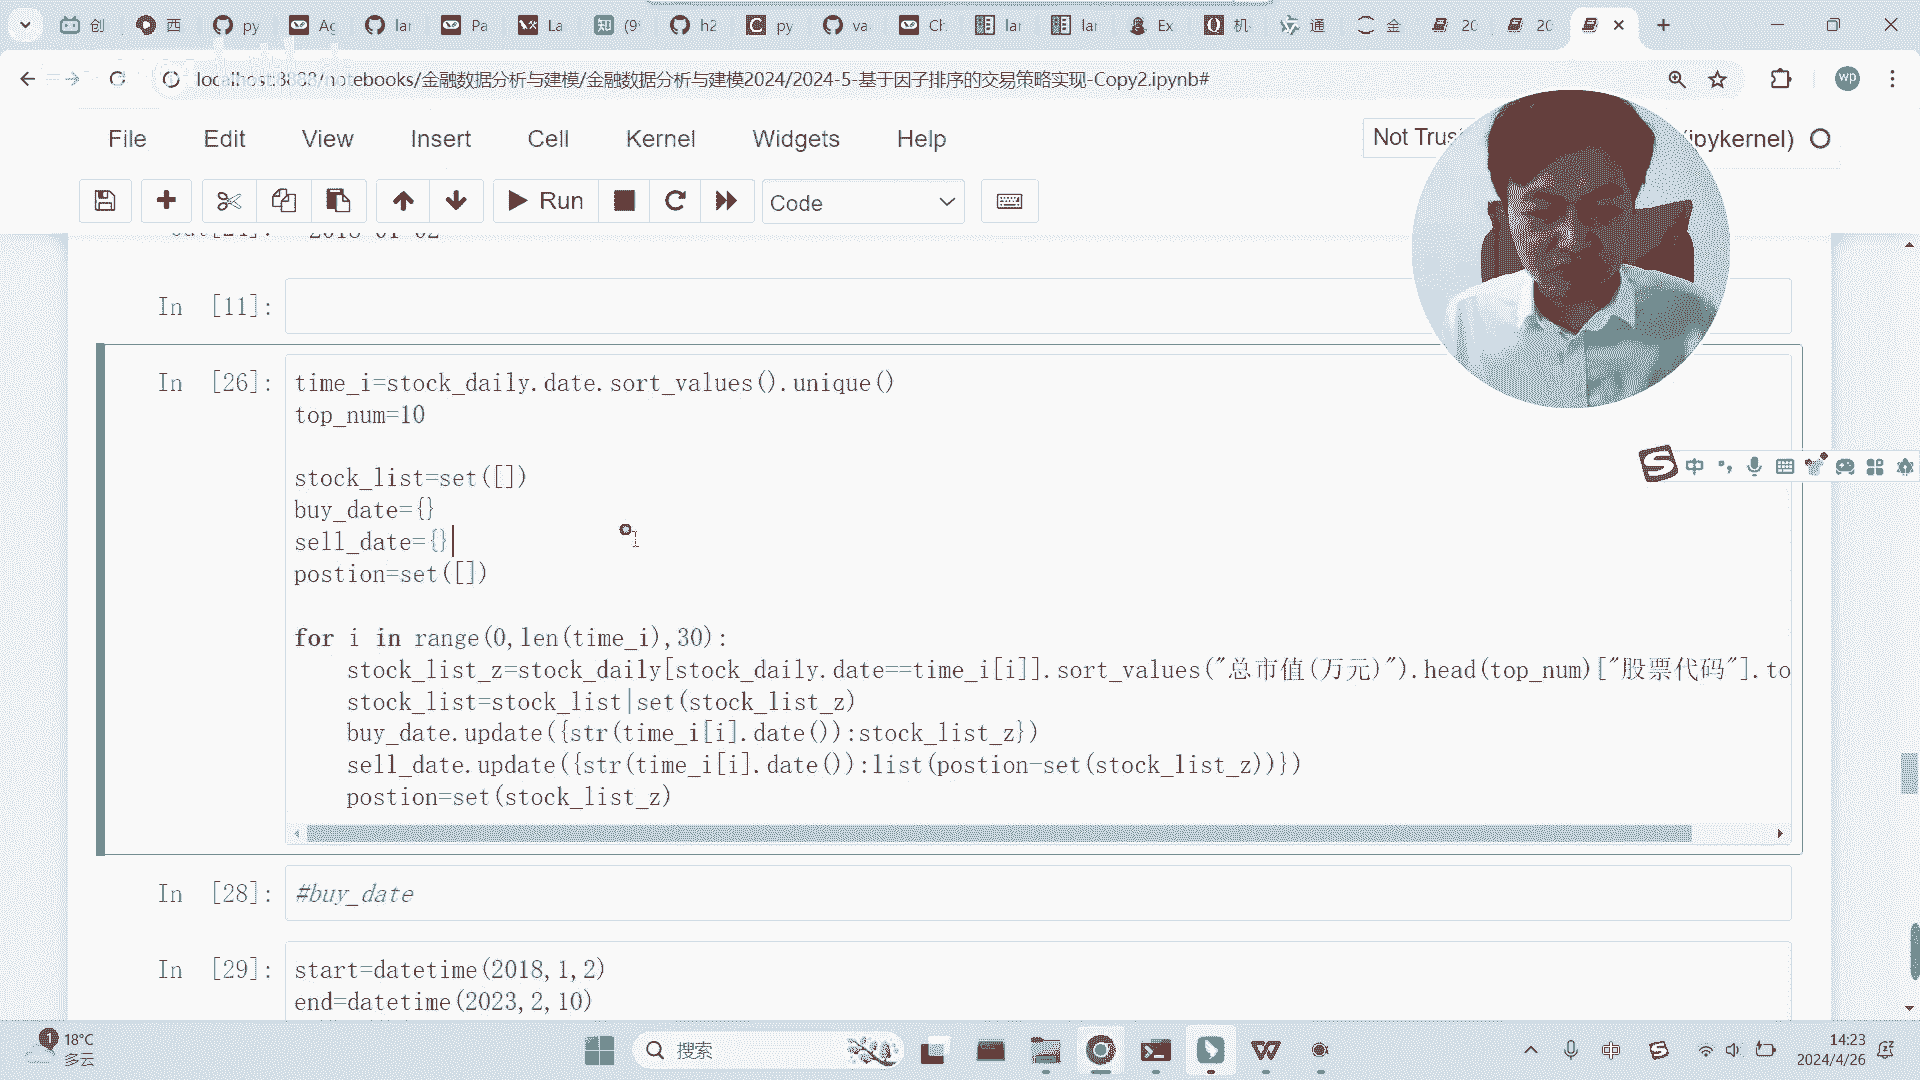 创 西 py Ag lar Pa La (9 h2 py va Ch lar lar Ex 机 通 金 20 20
localhost:8888/notebooks/金融数据分析与建模/金融数据分析与建模2024/2024-5-基于因子排序的交易策略实现-Copy2.ipynb#
wp
File Edit View Insert Cell Kernel Widgets Help Not Trus (ipykernel)
Run Code
2018-01-02
In [11]:
In [26]: time_i=stock_daily.date.sort_values().unique()
top_num=10
stock_list=set([])
buy_date={}
sell_date={}
postion=set([])
for i in range(0,len(time_i),30):
stock_list_z=stock_daily[stock_daily.date==time_i[i]].sort_values("总市值(万元)").head(top_num)["股票代码"].to
stock_list=stock_list|set(stock_list_z)
buy_date.update({str(time_i[i].date()):stock_list_z})
sell_date.update({str(time_i[i].date()):list(postion-set(stock_list_z))})
postion=set(stock_list_z)
In [28]: #buy_date
In [29]: start=datetime(2018,1,2)
end=datetime(2023,2,10)
中
1 18°C
多云
搜索
中
14:23
2024/4/26